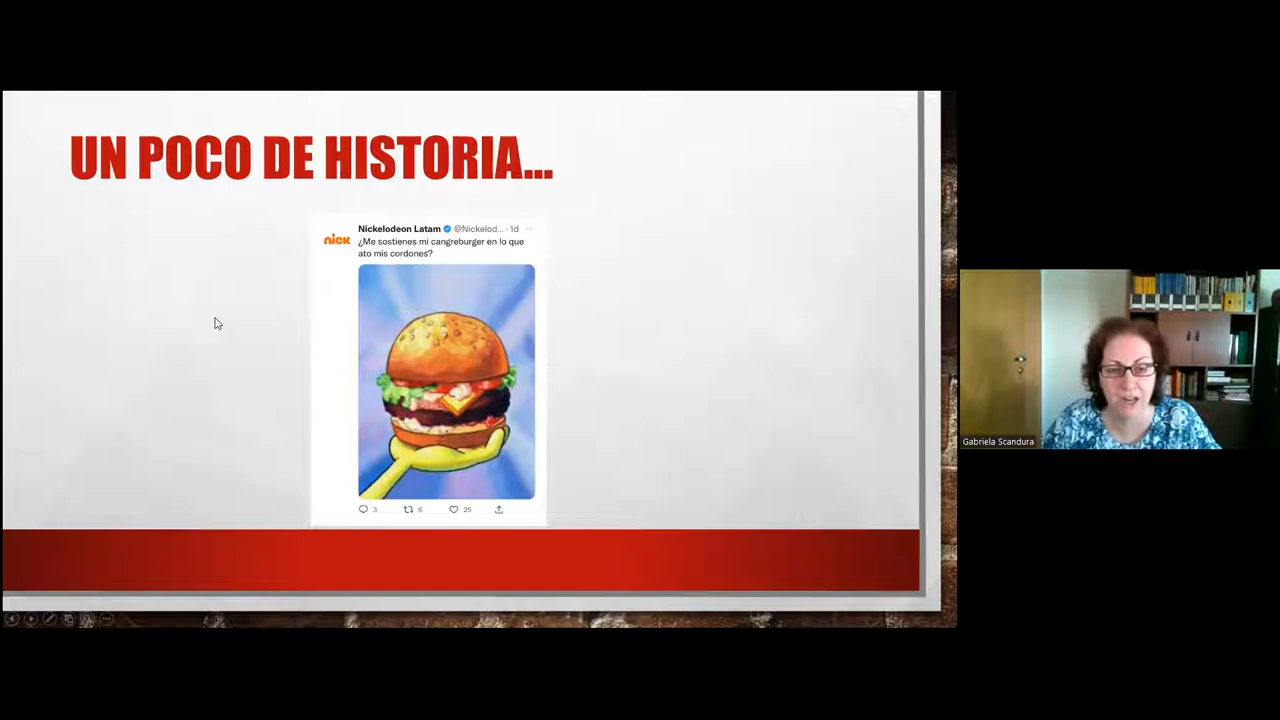 UN POCO DE HISTORIA...
nick
Nickelodeon Latam @Nickelod... · 1d
¿Me sostienes mi cangreburger en lo que
ato mis cordones?
3 6 25
Gabriela Scandura